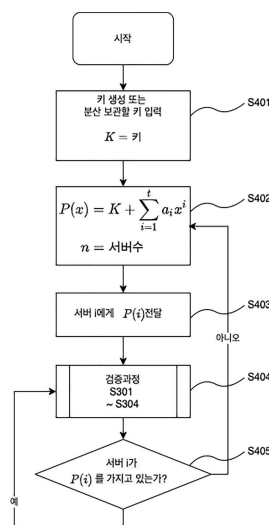 시작
키 생성 또는
분산 보관할 키 입력
K = 키
S401
P(x) = K + \sum_{i=1}^{t} a_i x^i
n = 서버수
S402
서버 i에게 P(i)전달
S403
아니오
검증과정
S301
~ S304
S404
서버 i가
P(i) 를 가지고 있는가?
S405
예